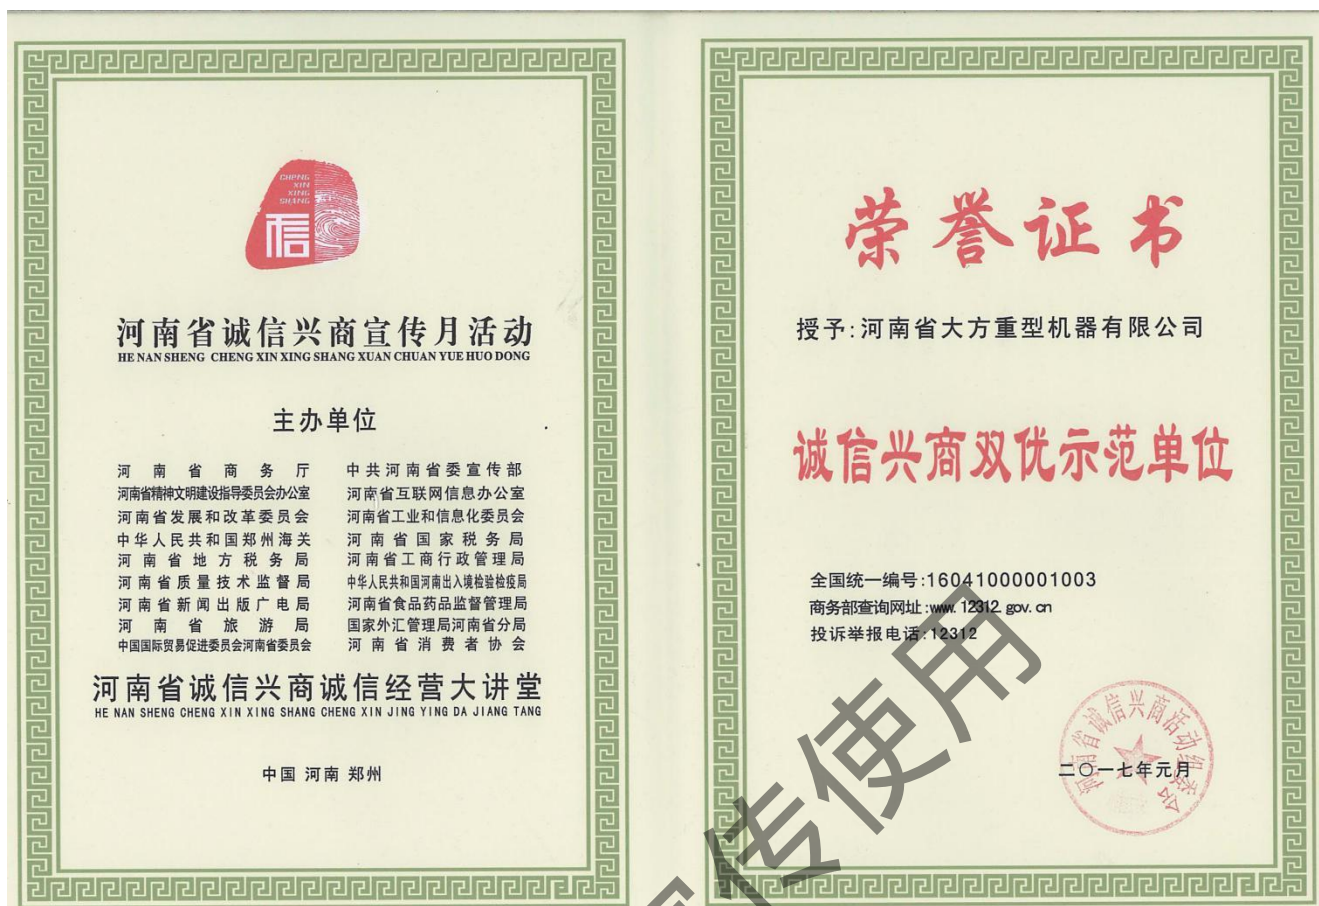 CHENG
XIN
XING
SHANG
信
河南省诚信兴商宣传月活动
HE NAN SHENG CHENG XIN XING SHANG XUAN CHUAN YUE HUO DONG
主办单位
河南省商务厅 中共河南省委宣传部
河南省精神文明建设指导委员会办公室 河南省互联网信息办公室
河南省发展和改革委员会 河南省工业和信息化委员会
中华人民共和国郑州海关 河南省国家税务局
河南省地方税务局 河南省工商行政管理局
河南省质量技术监督局 中华人民共和国河南出入境检验检疫局
河南省新闻出版广电局 河南省食品药品监督管理局
河南省旅游局 国家外汇管理局河南省分局
中国国际贸易促进委员会河南省委员会 河南省消费者协会
河南省诚信兴商诚信经营大讲堂
HE NAN SHENG CHENG XIN XING SHANG CHENG XIN JING YING DA JIANG TANG
中国 河南 郑州
荣誉证书
授予:河南省大方重型机器有限公司
诚信兴商双优示范单位
全国统一编号:16041000001003
商务部查询网址:www.12312.gov.cn
投诉举报电话:12312
河南省诚信兴商活动组委会
二〇一七年元月
传使用